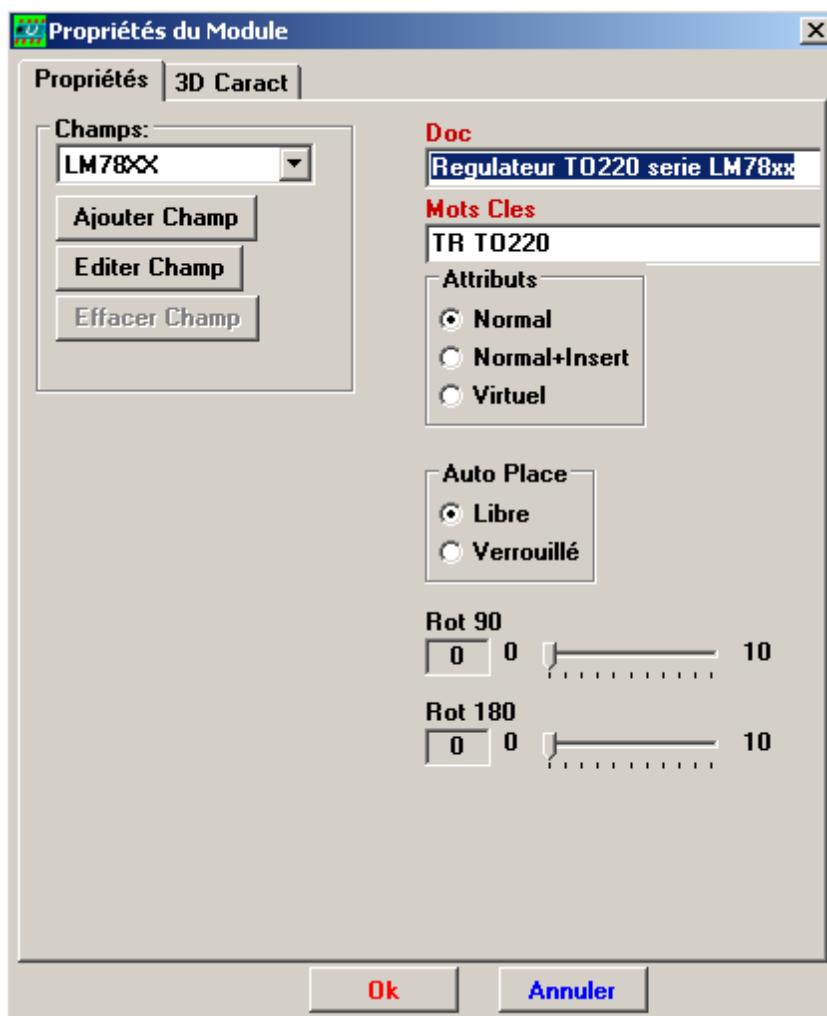 Propriétés du Module
Propriétés
3D Caract
Champs:
LM78XX
Ajouter Champ
Editer Champ
Effacer Champ
Doc
Regulateur TO220 serie LM78xx
Mots Cles
TR TO220
Attributs
Normal
Normal+Insert
Virtuel
Auto Place
Libre
Verrouillé
Rot 90
0 0 10
Rot 180
0 0 10
Ok
Annuler